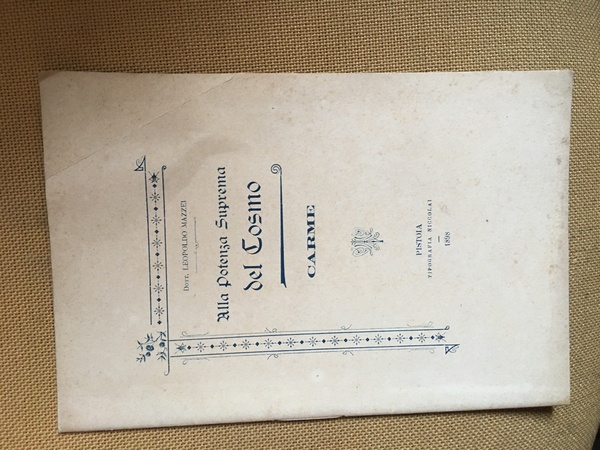 Dott. LEOPOLDO MAZZEI
Alla Potenza Suprema
del Cosmo
CARME
PISTOIA
TIPOGRAFIA NICCOLAI
1898